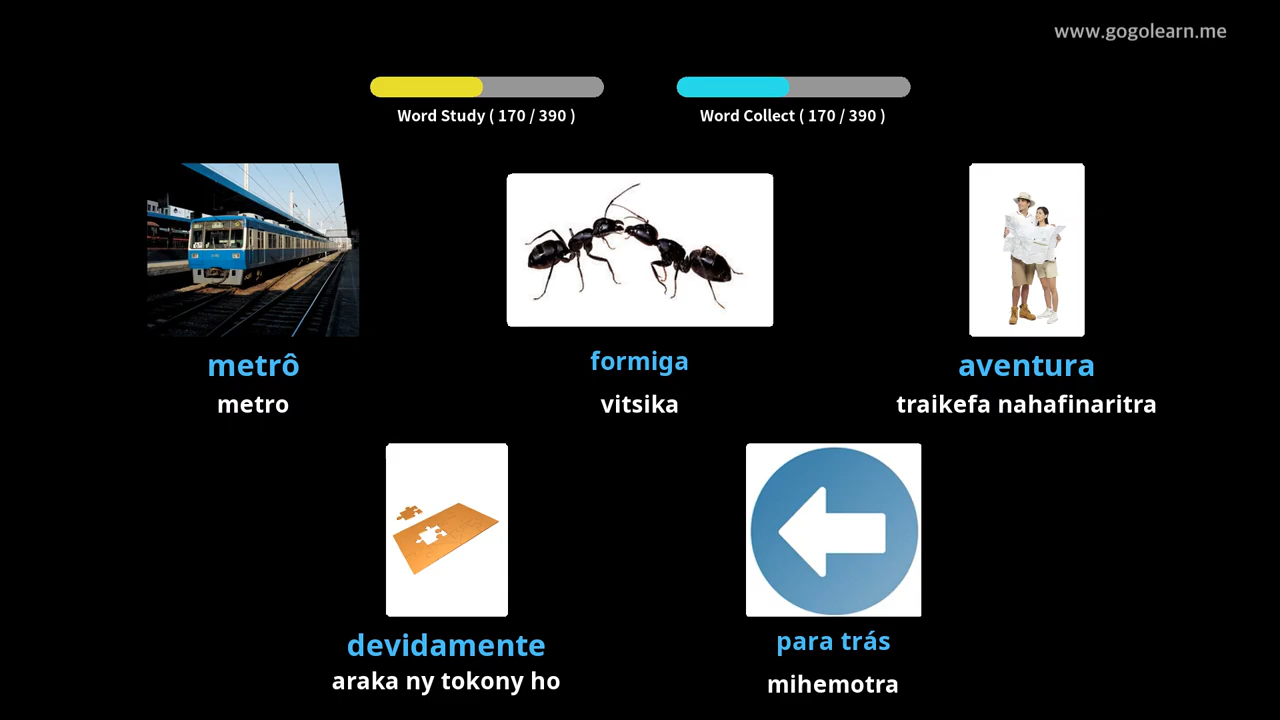 www.gogolearn.me
Word Study ( 170 / 390 )
Word Collect ( 170 / 390 )
metrô
metro
formiga
vitsika
aventura
traikefa nahafinaritra
devidamente
araka ny tokony ho
para trás
mihemotra